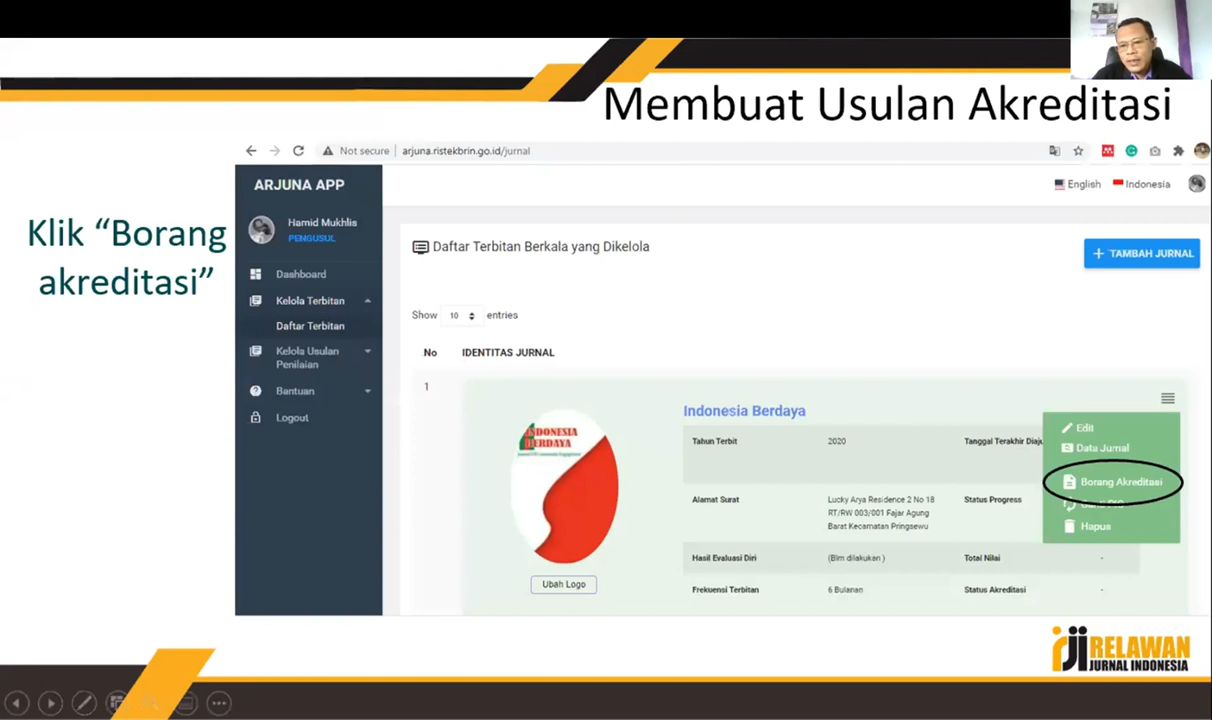 Membuat Usulan Akreditasi
Klik “Borang
akreditasi”
Not secure
arjuna.ristekbrin.go.id/jurnal
ARJUNA APP
English
Indonesia
Hamid Mukhlis
PENGUSUL
Dashboard
Kelola Terbitan
Daftar Terbitan
Kelola Usulan
Penilaian
Bantuan
Logout
Daftar Terbitan Berkala yang Dikelola
+ TAMBAH JURNAL
Show 10 entries
No IDENTITAS JURNAL
1
INDONESIA
BERDAYA
Ubah Logo
Indonesia Berdaya
Tahun Terbit 2020 Tanggal Terakhir Diaju
Alamat Surat Lucky Arya Residence 2 No 18 Status Progress
RT/RW 003/001 Fajar Agung
Barat Kecamatan Pringsewu
Hasil Evaluasi Diri (Blm dilakukan ) Total Nilai -
Frekuensi Terbitan 6 Bulanan Status Akreditasi -
Edit
Data Jurnal
Borang Akreditasi
Hapus
RJI RELAWAN
JURNAL INDONESIA